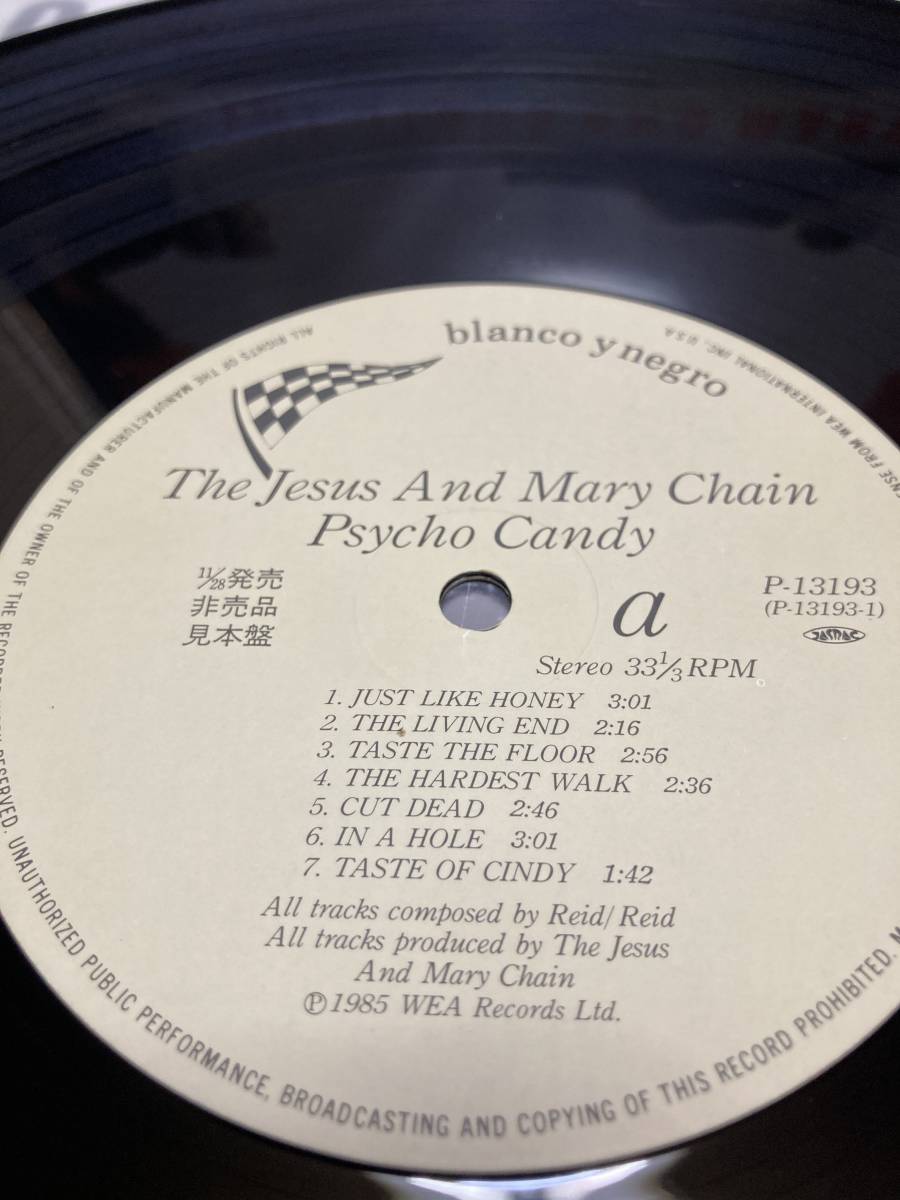 blanco y negro
The Jesus And Mary Chain
Psycho Candy
11/28発売
非売品
見本盤
a
P-13193
(P-13193-1)
JASRAC
Stereo 33 1/3 RPM
1. JUST LIKE HONEY 3:01
2. THE LIVING END 2:16
3. TASTE THE FLOOR 2:56
4. THE HARDEST WALK 2:36
5. CUT DEAD 2:46
6. IN A HOLE 3:01
7. TASTE OF CINDY 1:42
All tracks composed by Reid/Reid
All tracks produced by The Jesus
And Mary Chain
℗1985 WEA Records Ltd.
ALL RIGHTS OF THE MANUFACTURER AND OF THE OWNER OF THE RECORDED WORK RESERVED. UNAUTHORIZED PUBLIC PERFORMANCE, BROADCASTING AND COPYING OF THIS RECORD PROHIBITED.
FROM WEA INTERNATIONAL INC., U.S.A